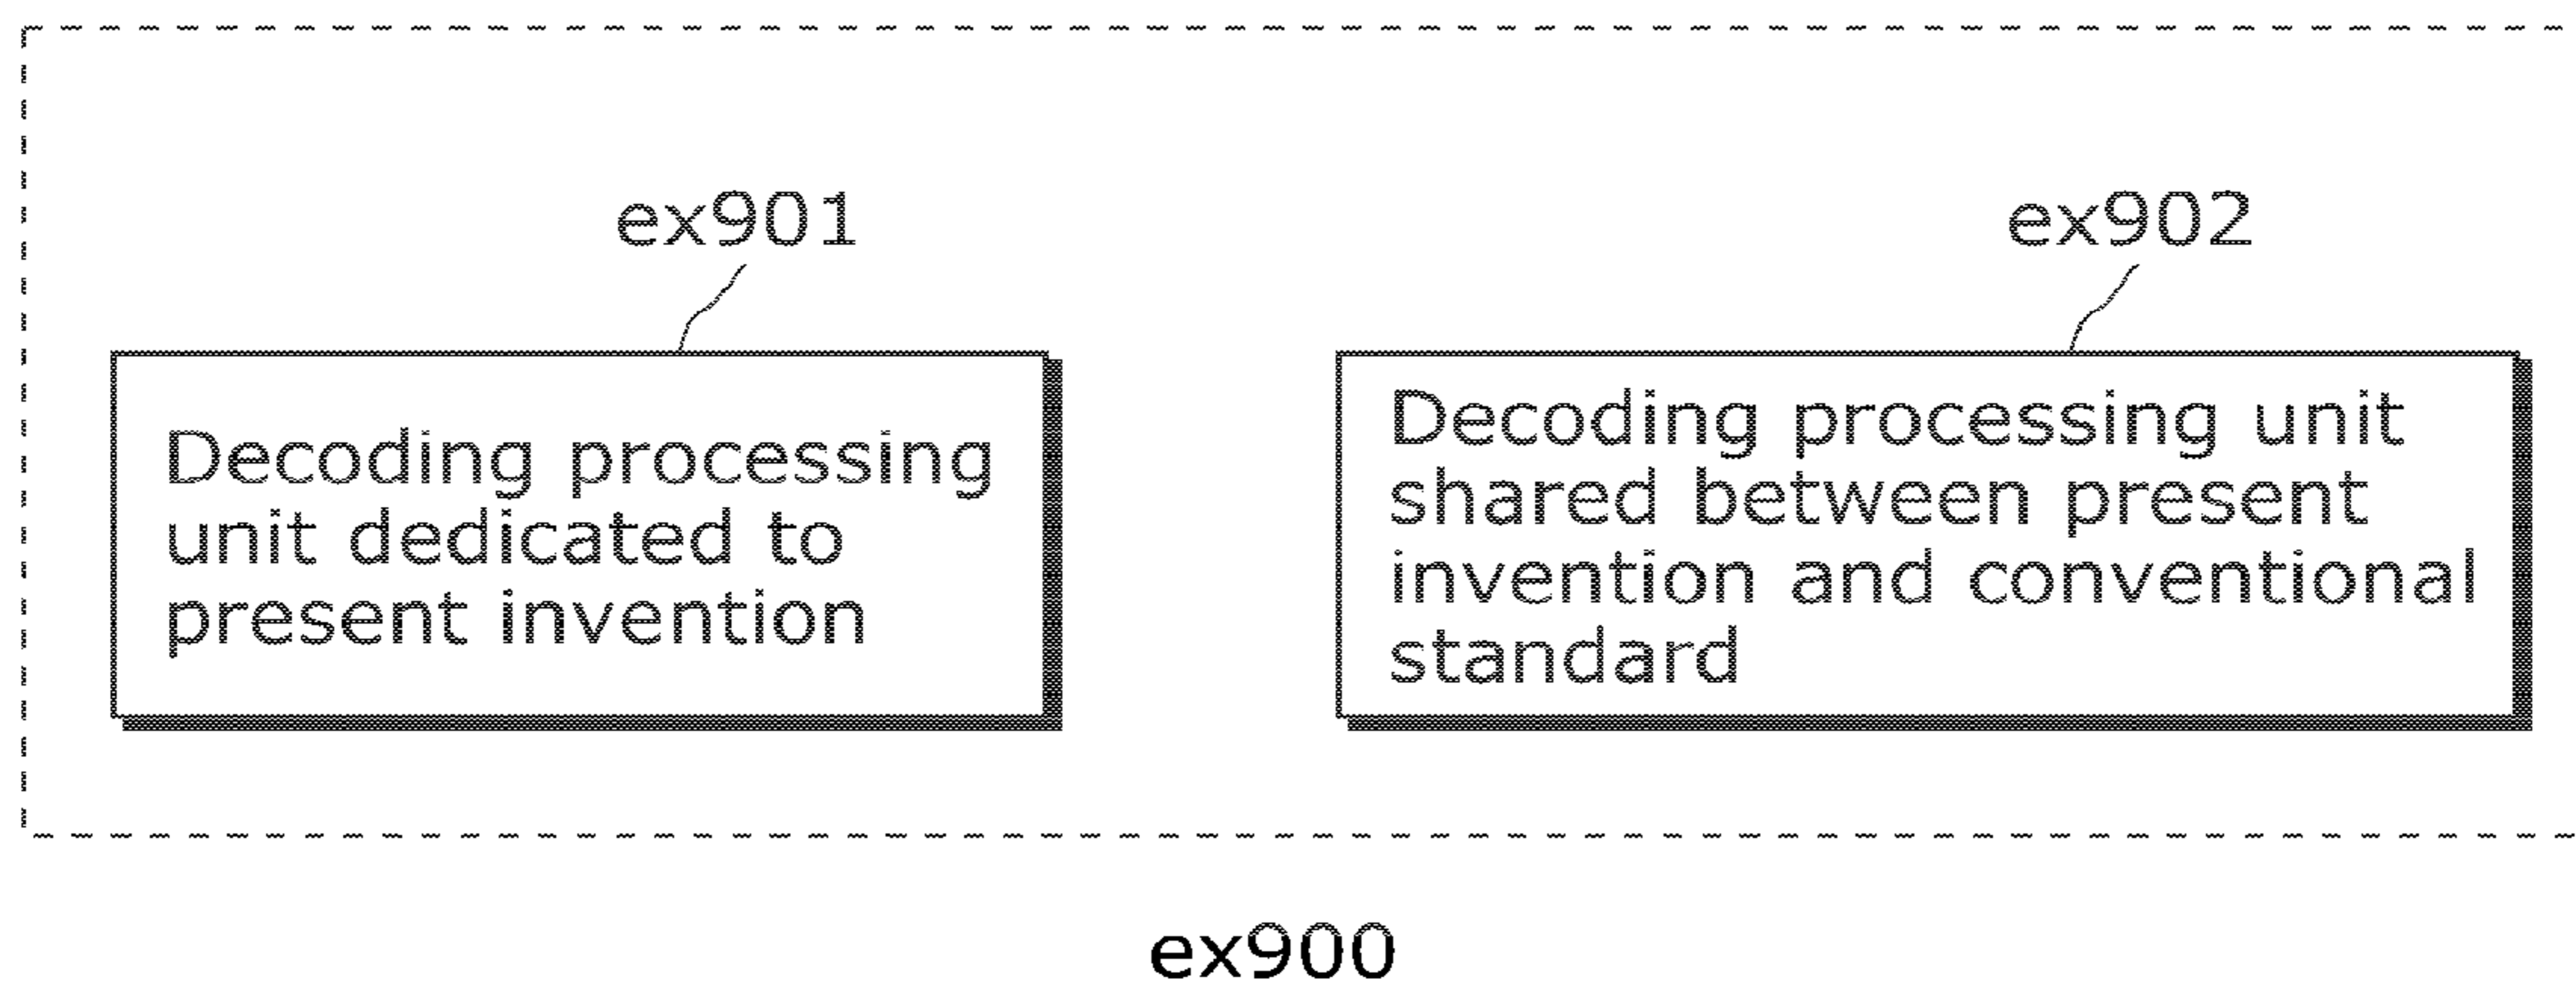 ex901
ex902
Decoding processing
unit dedicated to
present invention
Decoding processing unit
shared between present
invention and conventional
standard
ex900